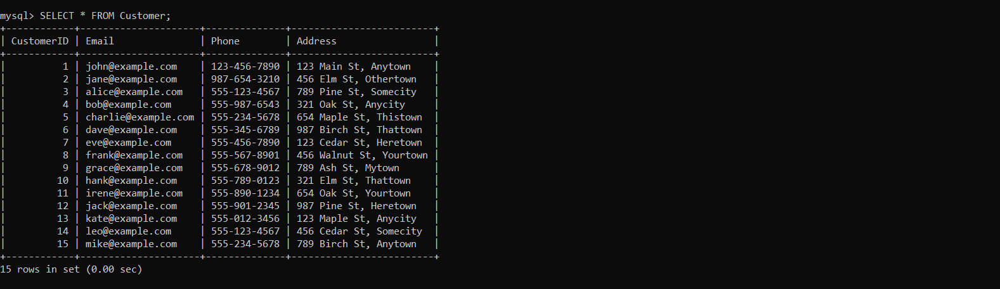 mysql> SELECT * FROM Customer;
+------------+---------------------+--------------+-------------------------+
| CustomerID | Email               | Phone        | Address                 |
+------------+---------------------+--------------+-------------------------+
|          1 | john@example.com    | 123-456-7890 | 123 Main St, Anytown    |
|          2 | jane@example.com    | 987-654-3210 | 456 Elm St, Othertown   |
|          3 | alice@example.com   | 555-123-4567 | 789 Pine St, Somecity   |
|          4 | bob@example.com     | 555-987-6543 | 321 Oak St, Anycity     |
|          5 | charlie@example.com | 555-234-5678 | 654 Maple St, Thistown  |
|          6 | dave@example.com    | 555-345-6789 | 987 Birch St, Thattown  |
|          7 | eve@example.com     | 555-456-7890 | 123 Cedar St, Heretown  |
|          8 | frank@example.com   | 555-567-8901 | 456 Walnut St, Yourtown |
|          9 | grace@example.com   | 555-678-9012 | 789 Ash St, Mytown      |
|         10 | hank@example.com    | 555-789-0123 | 321 Elm St, Thattown    |
|         11 | irene@example.com   | 555-890-1234 | 654 Oak St, Yourtown    |
|         12 | jack@example.com    | 555-901-2345 | 987 Pine St, Heretown   |
|         13 | kate@example.com    | 555-012-3456 | 123 Maple St, Anycity   |
|         14 | leo@example.com     | 555-123-4567 | 456 Cedar St, Somecity  |
|         15 | mike@example.com    | 555-234-5678 | 789 Birch St, Anytown   |
+------------+---------------------+--------------+-------------------------+
15 rows in set (0.00 sec)